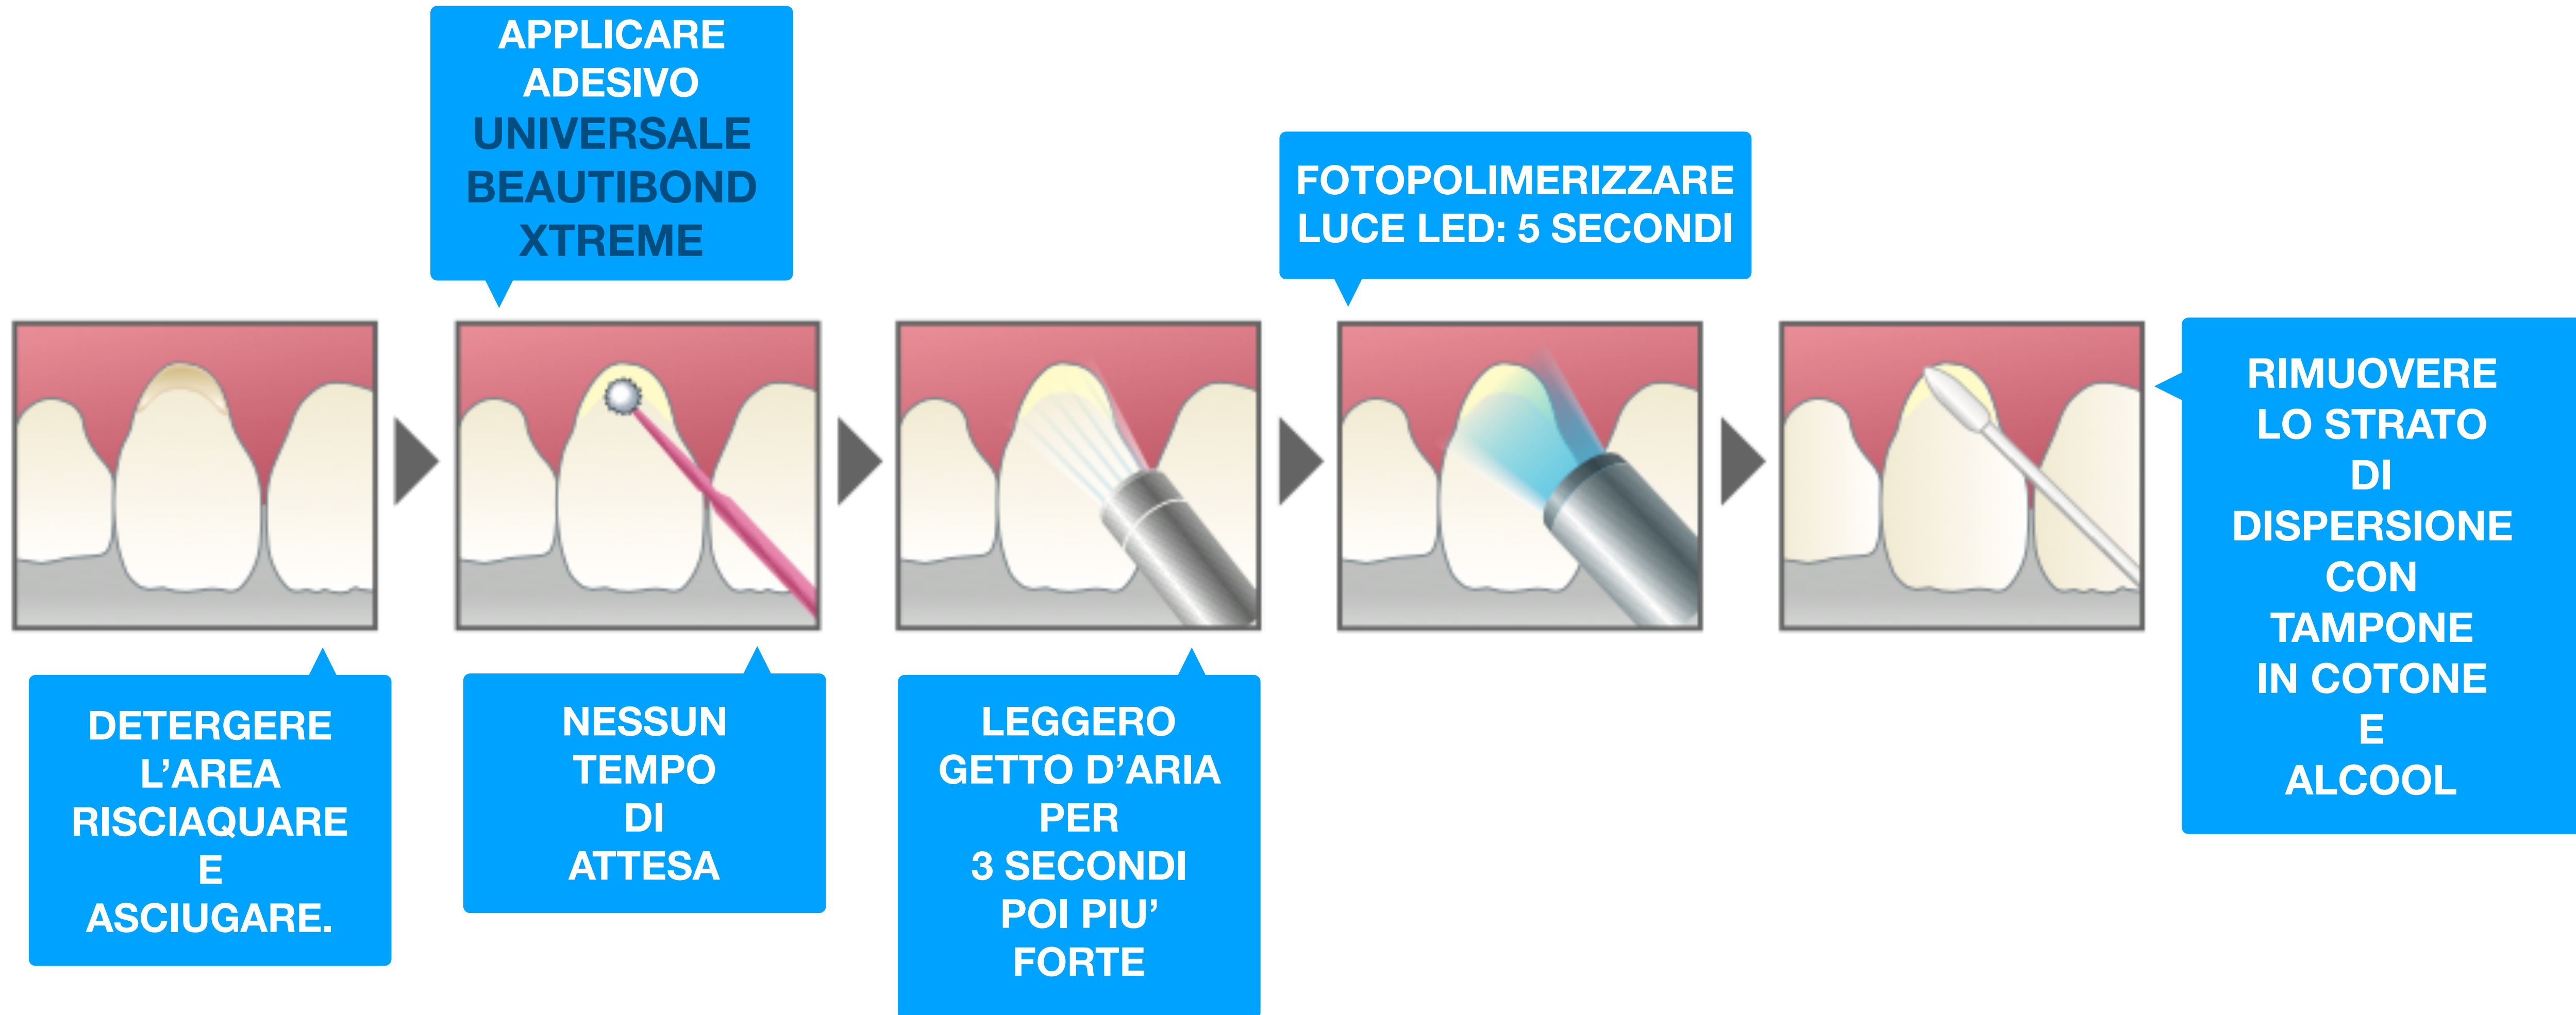 DETERGERE
L'AREA
RISCIAQUARE
E
ASCIUGARE.
APPLICARE
ADESIVO
UNIVERSALE
BEAUTIBOND
XTREME
NESSUN
TEMPO
DI
ATTESA
LEGGERO
GETTO D'ARIA
PER
3 SECONDI
POI PIU'
FORTE
FOTOPOLIMERIZZARE
LUCE LED: 5 SECONDI
RIMUOVERE
LO STRATO
DI
DISPERSIONE
CON
TAMPONE
IN COTONE
E
ALCOOL